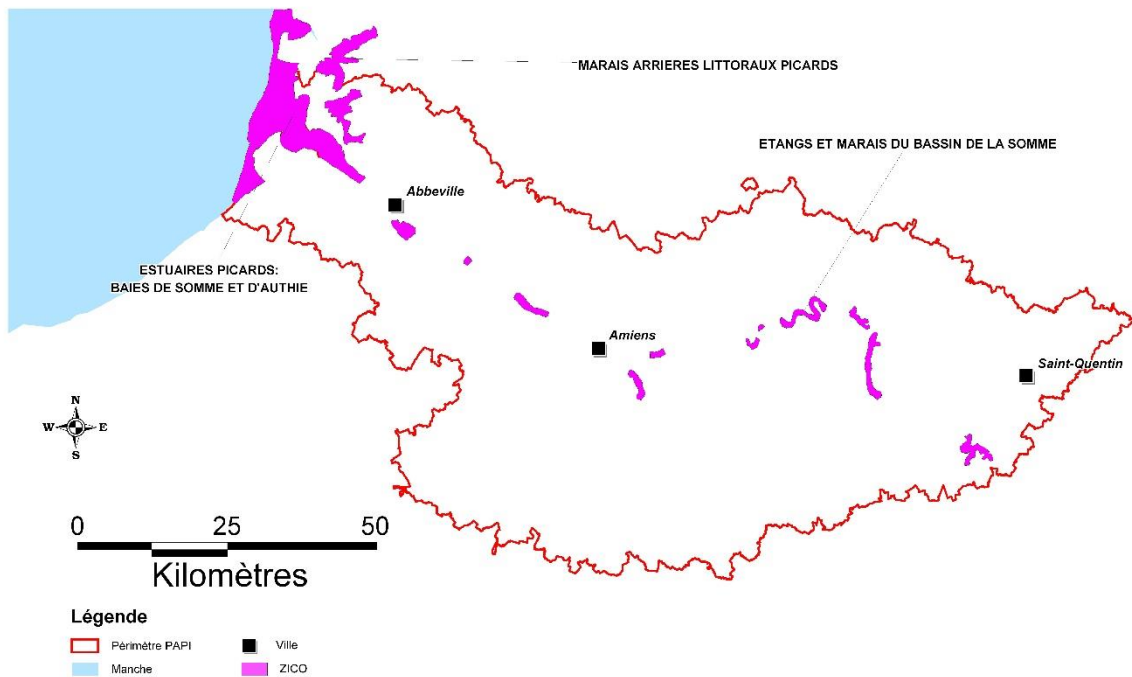 MARAIS ARRIERES LITTORAUX PICARDS
ETANGS ET MARAIS DU BASSIN DE LA SOMME
Abbeville
ESTUAIRES PICARDS:
BAIES DE SOMME ET D'AUTHIE
Amiens
Saint-Quentin
N
W E
S
0 25 50
Kilomètres
Légende
Périmètre PAPI Ville
Manche ZICO